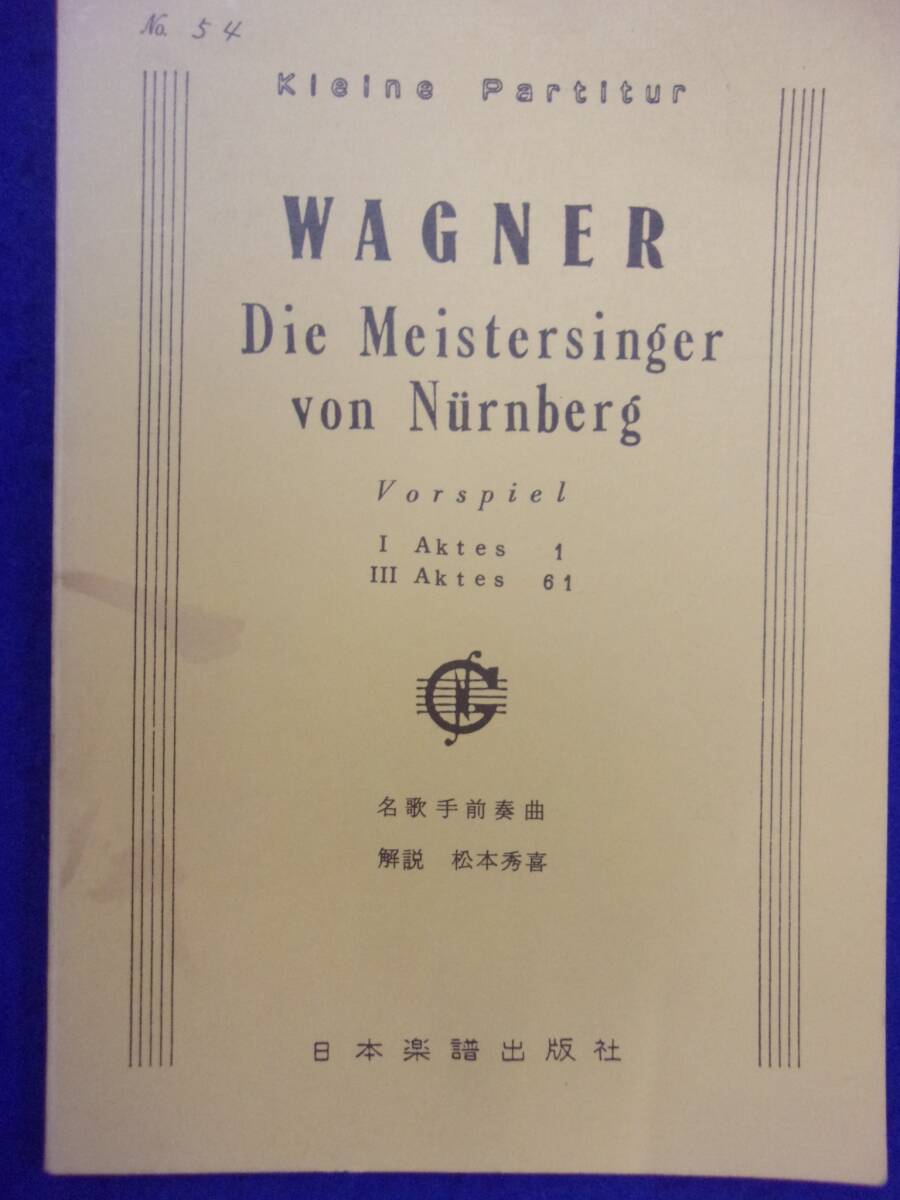 No. 54
Kleine Partitur
WAGNER
Die Meistersinger
von Nürnberg
Vorspiel
I Aktes 1
III Aktes 61
名歌手前奏曲
解説 松本秀喜
日本楽譜出版社